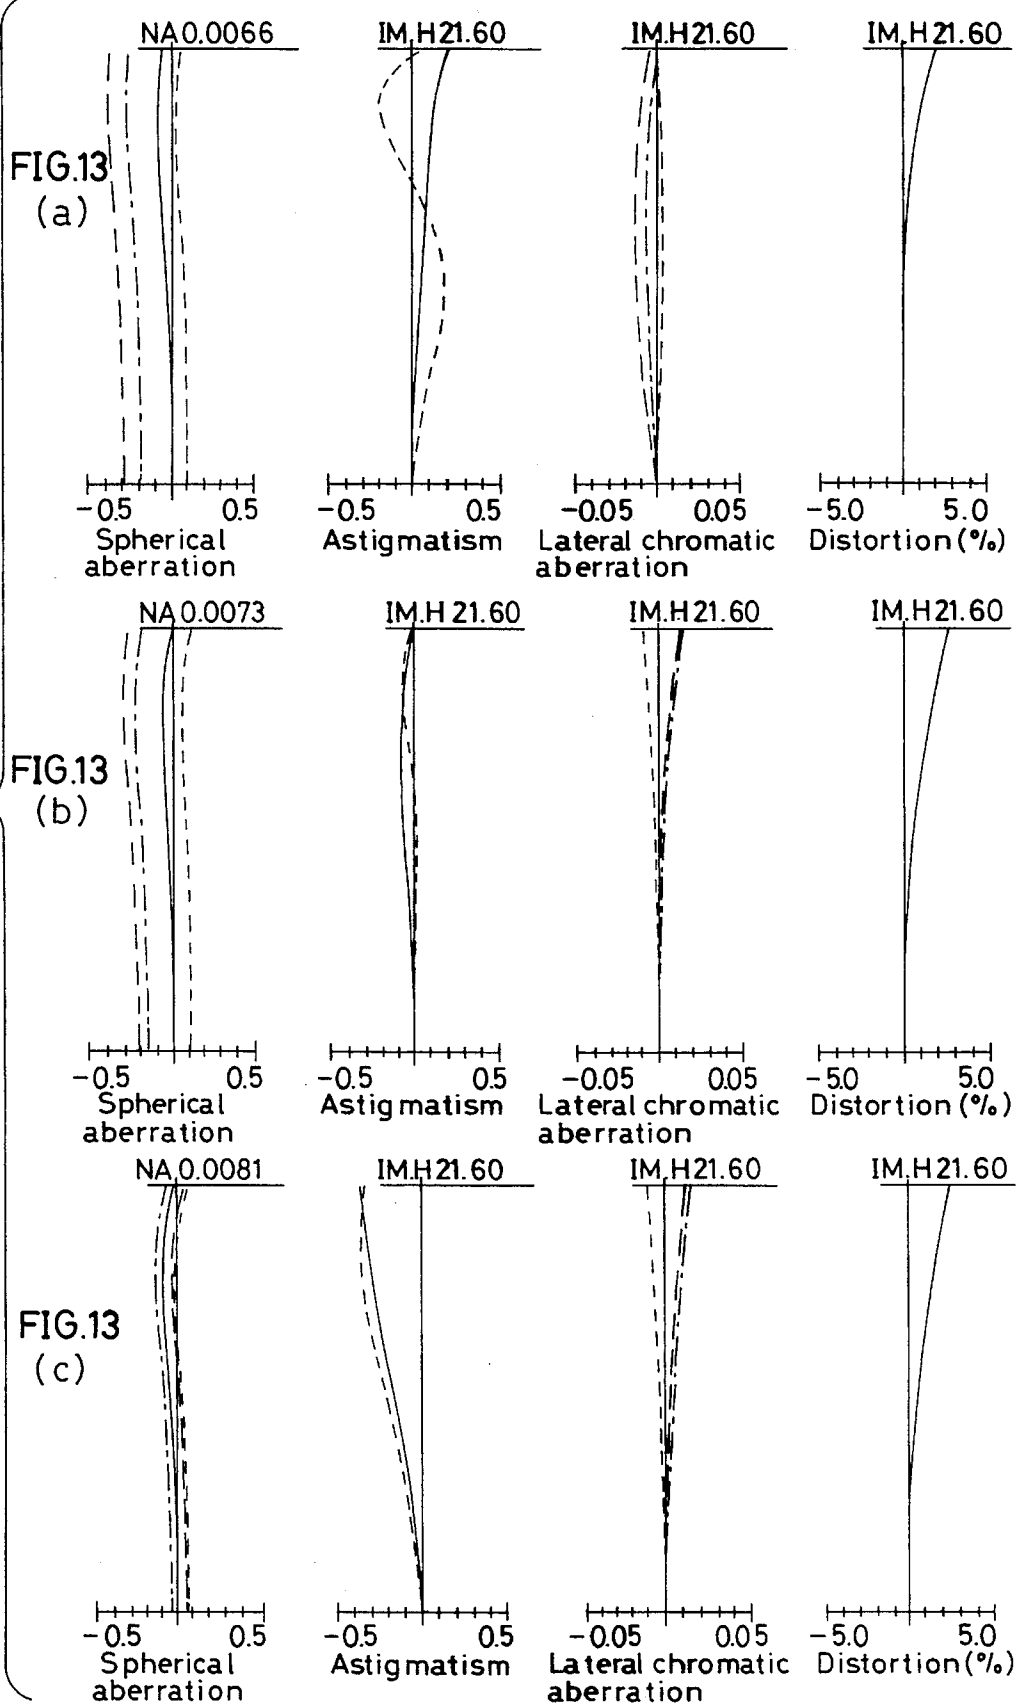 NA 0.0066 IM.H 21.60 IM.H 21.60 IM.H 21.60
FIG.13
(a)
-0.5 0.5 -0.5 0.5 -0.05 0.05 -5.0 5.0
Spherical Astigmatism Lateral chromatic Distortion (%)
aberration aberration
NA 0.0073 IM.H 21.60 IM.H 21.60 IM.H 21.60
FIG.13
(b)
-0.5 0.5 -0.5 0.5 -0.05 0.05 -5.0 5.0
Spherical Astigmatism Lateral chromatic Distortion (%)
aberration aberration
NA 0.0081 IM.H 21.60 IM.H 21.60 IM.H 21.60
FIG.13
(c)
-0.5 0.5 -0.5 0.5 -0.05 0.05 -5.0 5.0
Spherical Astigmatism Lateral chromatic Distortion (%)
aberration aberration